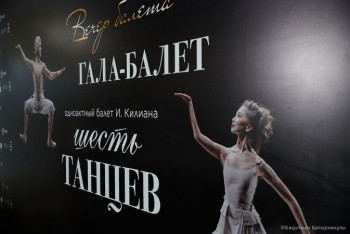 Вечер балета
ГАЛА-БАЛЕТ
одноактный балет И. Килиана
шесть
ТАНЦЕВ